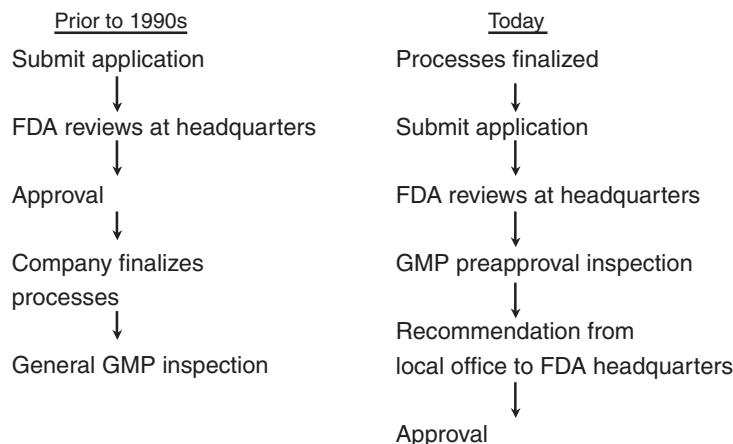 Prior to 1990s
Submit application
FDA reviews at headquarters
Approval
Company finalizes
processes
General GMP inspection
Today
Processes finalized
Submit application
FDA reviews at headquarters
GMP preapproval inspection
Recommendation from
local office to FDA headquarters
Approval